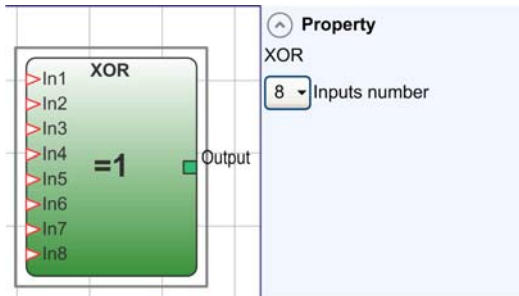 XOR
In1
In2
In3
In4
In5
In6
In7
In8
=1
Output
Property
XOR
8 Inputs number